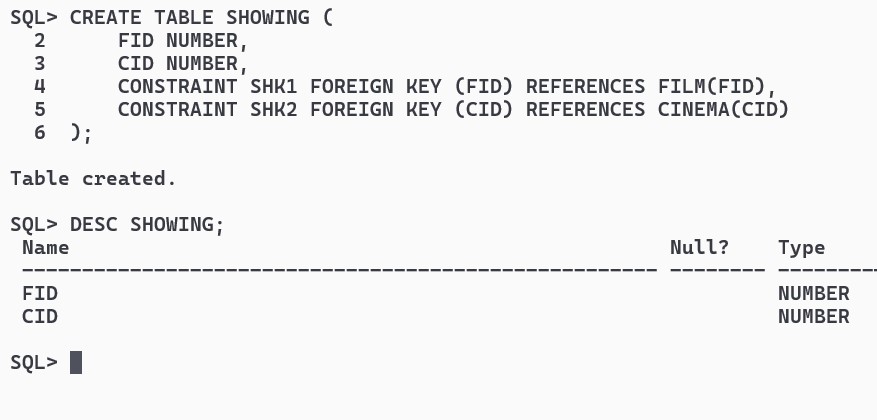 SQL> CREATE TABLE SHOWING (
  2      FID NUMBER,
  3      CID NUMBER,
  4      CONSTRAINT SHK1 FOREIGN KEY (FID) REFERENCES FILM(FID),
  5      CONSTRAINT SHK2 FOREIGN KEY (CID) REFERENCES CINEMA(CID)
  6  );
Table created.
SQL> DESC SHOWING;
 Name                                                  Null?    Type
 ----------------------------------------------------- -------- ---------
 FID                                                            NUMBER
 CID                                                            NUMBER
SQL>